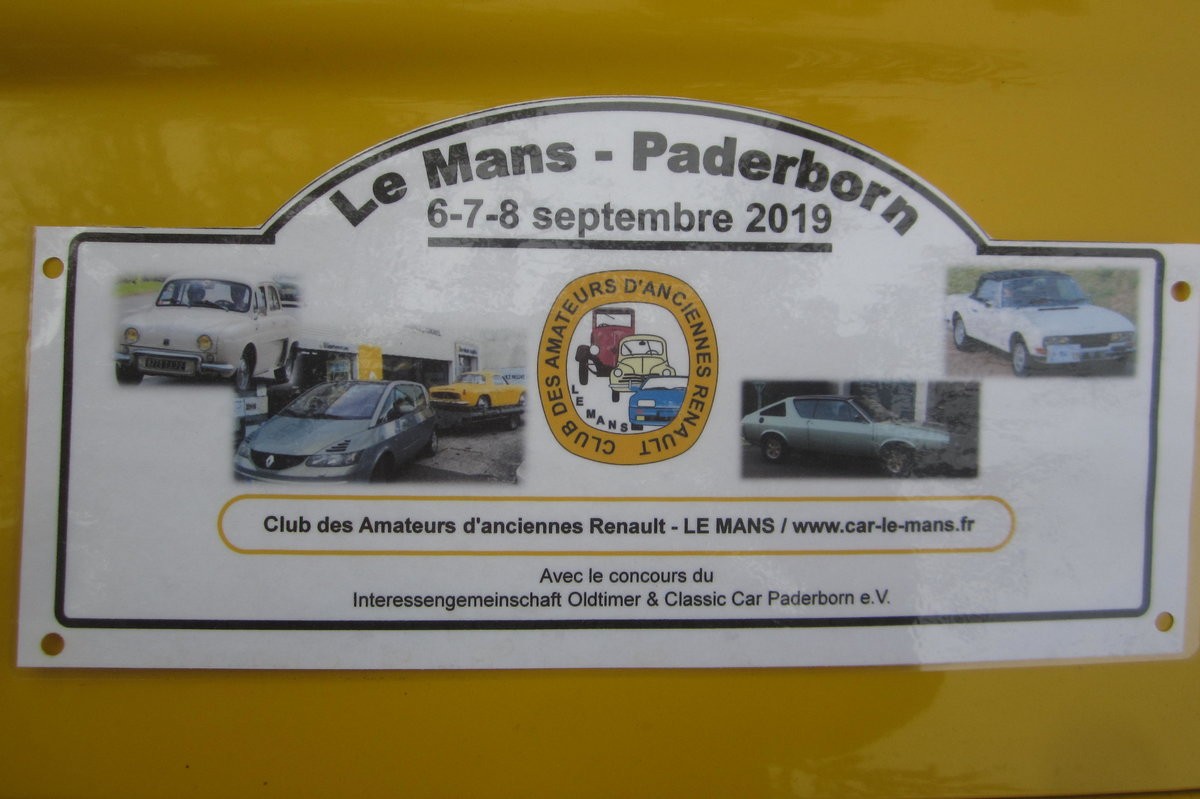 Le Mans - Paderborn
6-7-8 septembre 2019
CLUB DES AMATEURS D'ANCIENNES RENAULT
LE MANS
Club des Amateurs d'anciennes Renault - LE MANS / www.car-le-mans.fr
Avec le concours du
Interessengemeinschaft Oldtimer & Classic Car Paderborn e.V.